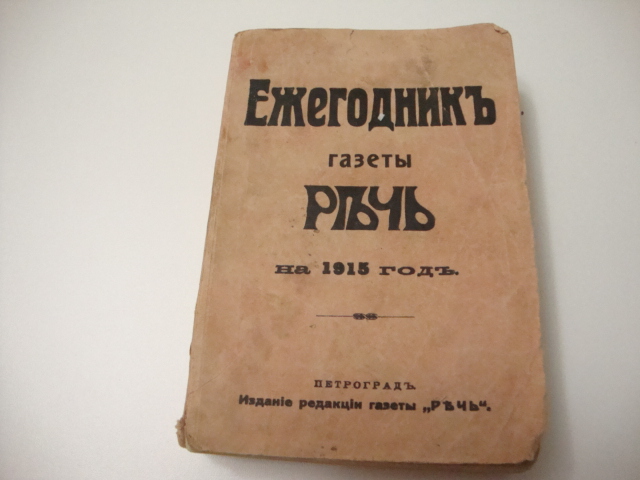 Ежегодникъ
газеты
РѢЧЬ
на 1915 годъ.
ПЕТРОГРАДЪ.
Изданіе редакціи газеты „РѢЧЬ“.